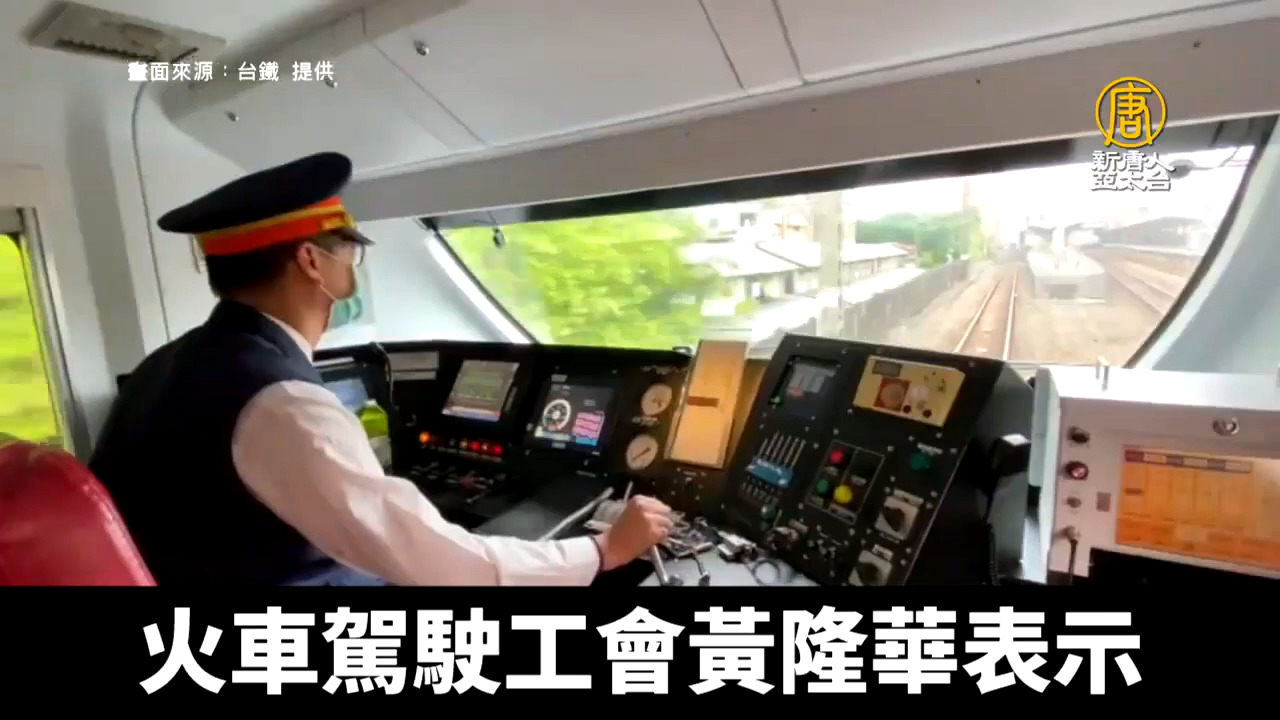 畫面來源：台鐵 提供
唐
新唐人
亞太台
火車駕駛工會黃隆華表示